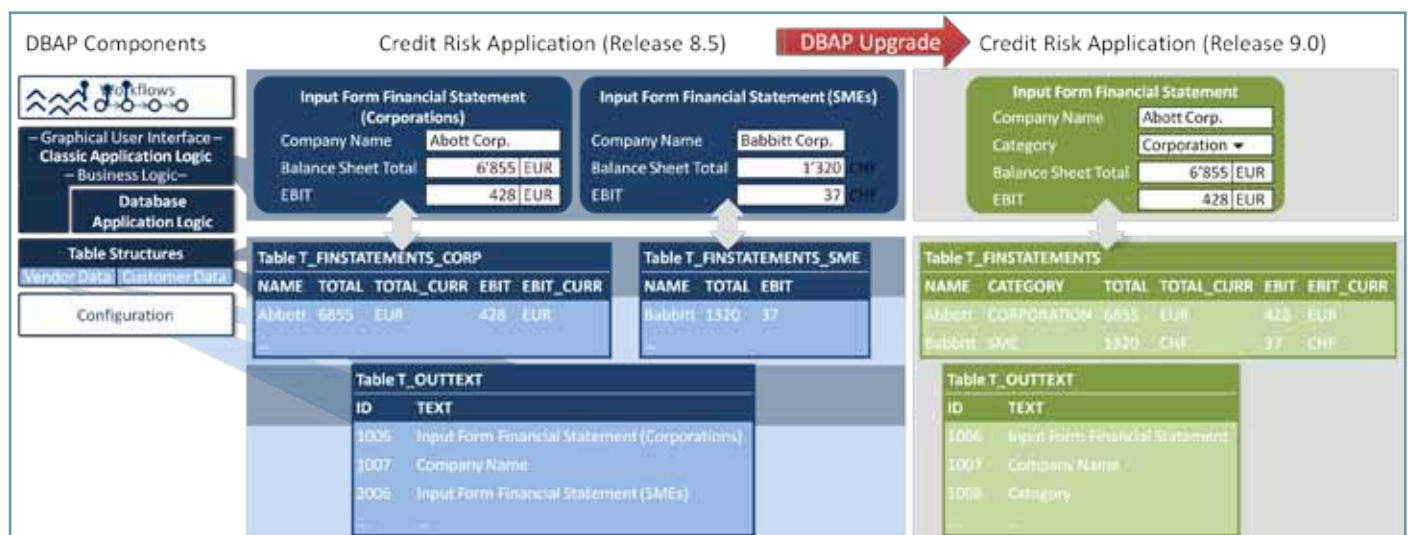 DBAP Components
Credit Risk Application (Release 8.5)
DBAP Upgrade
Credit Risk Application (Release 9.0)
Workflows
– Graphical User Interface –
Classic Application Logic
– Business Logic–
Database
Application Logic
Table Structures
Vendor Data Customer Data
Configuration
Input Form Financial Statement
(Corporations)
Company Name Abott Corp.
Balance Sheet Total 6'855 EUR
EBIT 428 EUR
Input Form Financial Statement (SMEs)
Company Name Babbitt Corp.
Balance Sheet Total 1'320 CHF
EBIT 37 CHF
Input Form Financial Statement
Company Name Abott Corp.
Category Corporation
Balance Sheet Total 6'855 EUR
EBIT 428 EUR
Table T_FINSTATEMENTS_CORP
NAME TOTAL TOTAL_CURR EBIT EBIT_CURR
Abbott 6855 EUR 428 EUR
...
Table T_FINSTATEMENTS_SME
NAME TOTAL EBIT
Babbitt 1320 37
...
Table T_FINSTATEMENTS
NAME CATEGORY TOTAL TOTAL_CURR EBIT EBIT_CURR
Abbott CORPORATION 6855 EUR 428 EUR
Babbitt SME 1320 CHF 37 CHF
Table T_OUTTEXT
ID TEXT
1006 Input Form Financial Statement (Corporations)
1007 Company Name
2006 Input Form Financial Statement (SMEs)
... ...
Table T_OUTTEXT
ID TEXT
1006 Input Form Financial Statement
1007 Company Name
1008 Category
... ...